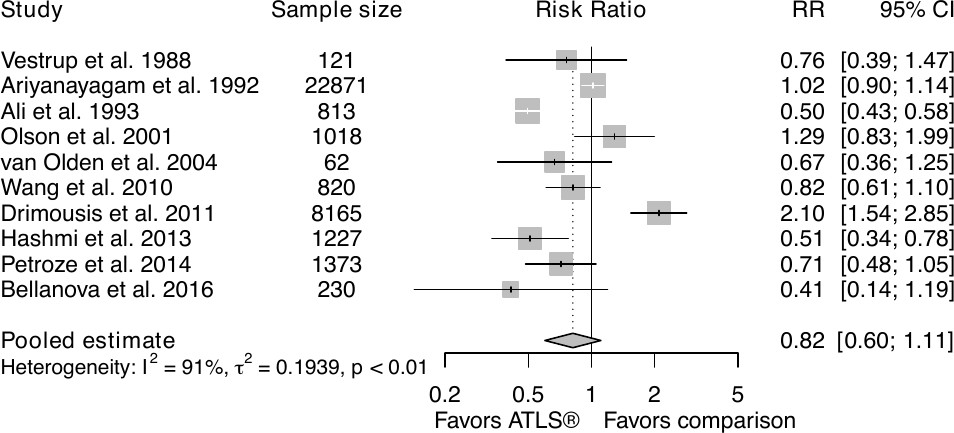 Study Sample size Risk Ratio RR 95% CI
Vestrup et al. 1988 121 0.76 [0.39; 1.47]
Ariyanayagam et al. 1992 22871 1.02 [0.90; 1.14]
Ali et al. 1993 813 0.50 [0.43; 0.58]
Olson et al. 2001 1018 1.29 [0.83; 1.99]
van Olden et al. 2004 62 0.67 [0.36; 1.25]
Wang et al. 2010 820 0.82 [0.61; 1.10]
Drimousis et al. 2011 8165 2.10 [1.54; 2.85]
Hashmi et al. 2013 1227 0.51 [0.34; 0.78]
Petroze et al. 2014 1373 0.71 [0.48; 1.05]
Bellanova et al. 2016 230 0.41 [0.14; 1.19]
Pooled estimate 0.82 [0.60; 1.11]
Heterogeneity: I² = 91%, τ² = 0.1939, p < 0.01
0.2 0.5 1 2 5
Favors ATLS® Favors comparison